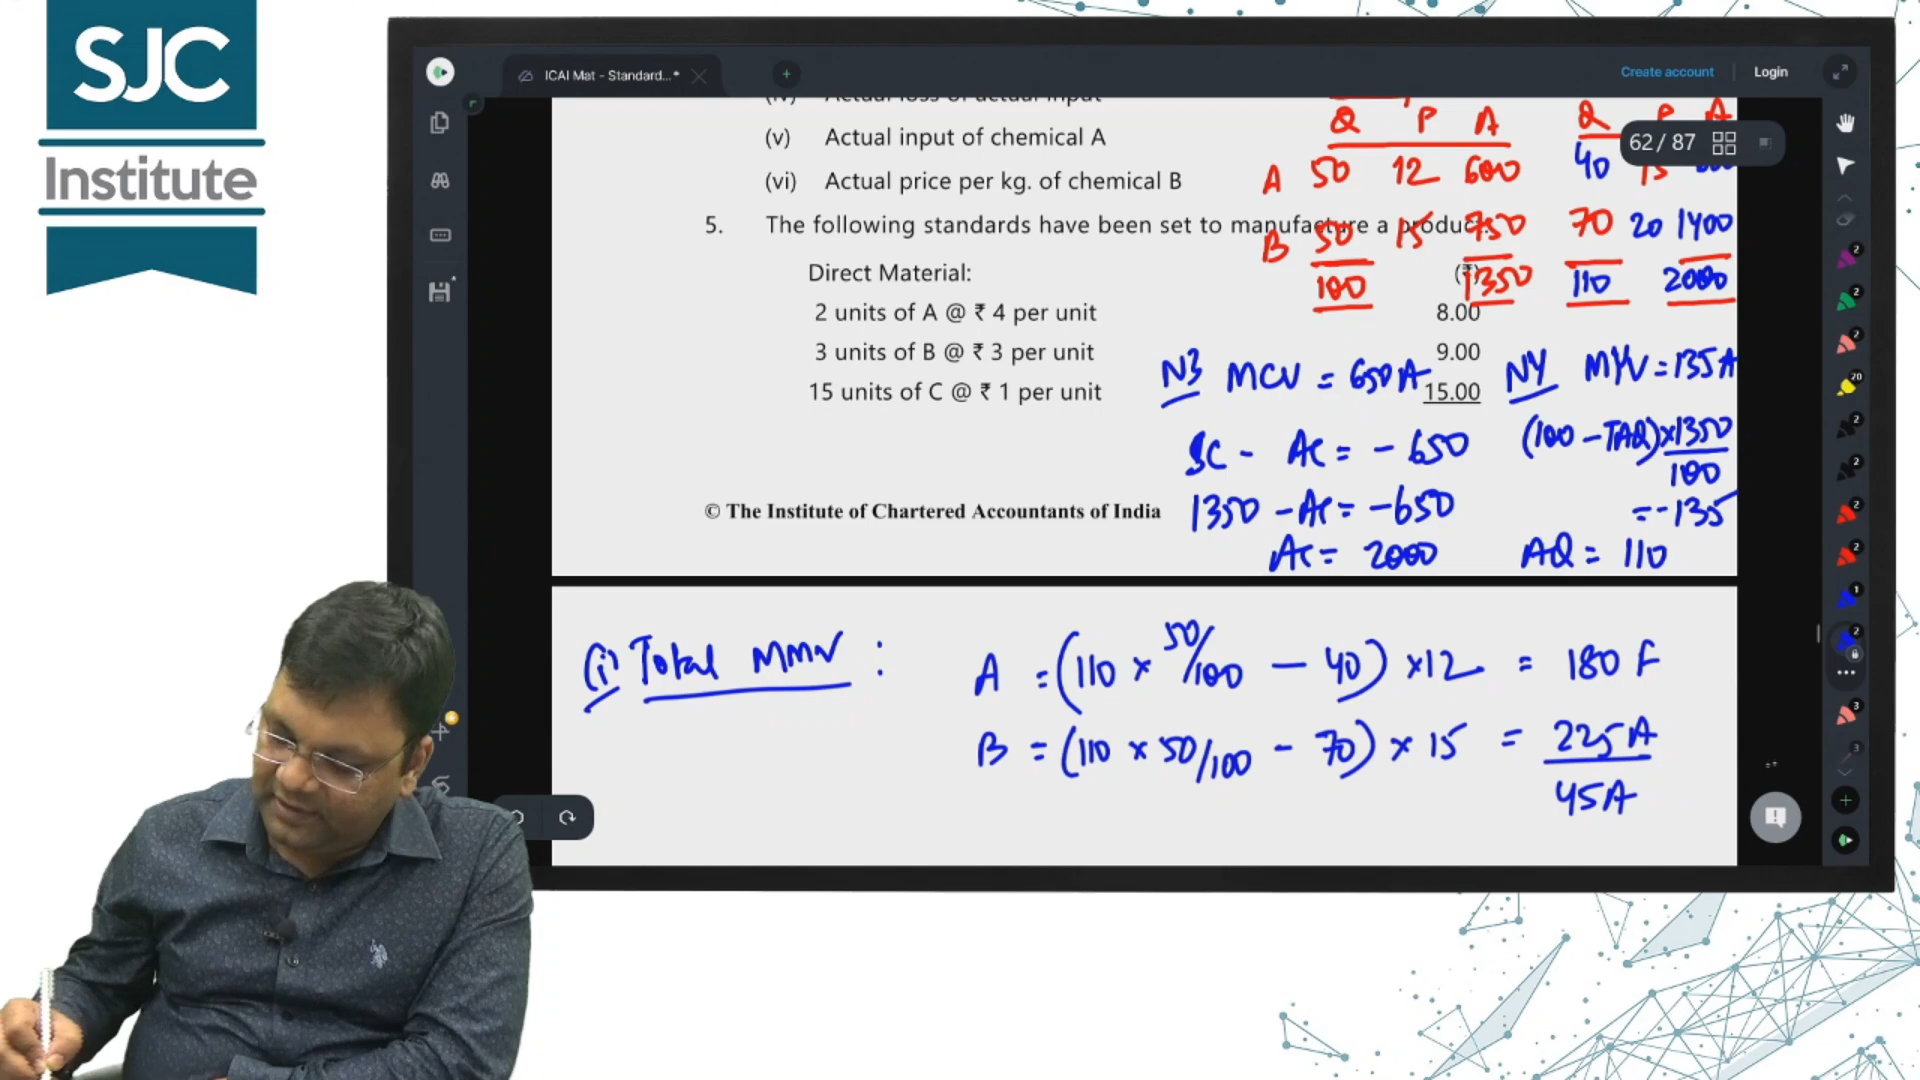 SJC
Institute
ICAI Mat - Standard...*
Create account
Login
62 / 87
(v) Actual input of chemical A
(vi) Actual price per kg. of chemical B
5. The following standards have been set to manufacture a product:
Direct Material: (₹)
2 units of A @ ₹ 4 per unit 8.00
3 units of B @ ₹ 3 per unit 9.00
15 units of C @ ₹ 1 per unit 15.00
© The Institute of Chartered Accountants of India
Q P A Q P A
A 50 12 600 40 15
B 50 15 750 70 20 1400
100 1350 110 2000
N3 MCV = 650A
SC - AC = - 650
1350 - AC = - 650
AC = 2000
N4 MYV = 135A
(100 - TAQ) × 1350/100
= -135
AQ = 110
(i) Total MMV :
A = (110 × 50/100 - 40) × 12 = 180 F
B = (110 × 50/100 - 70) × 15 = 225A
45A